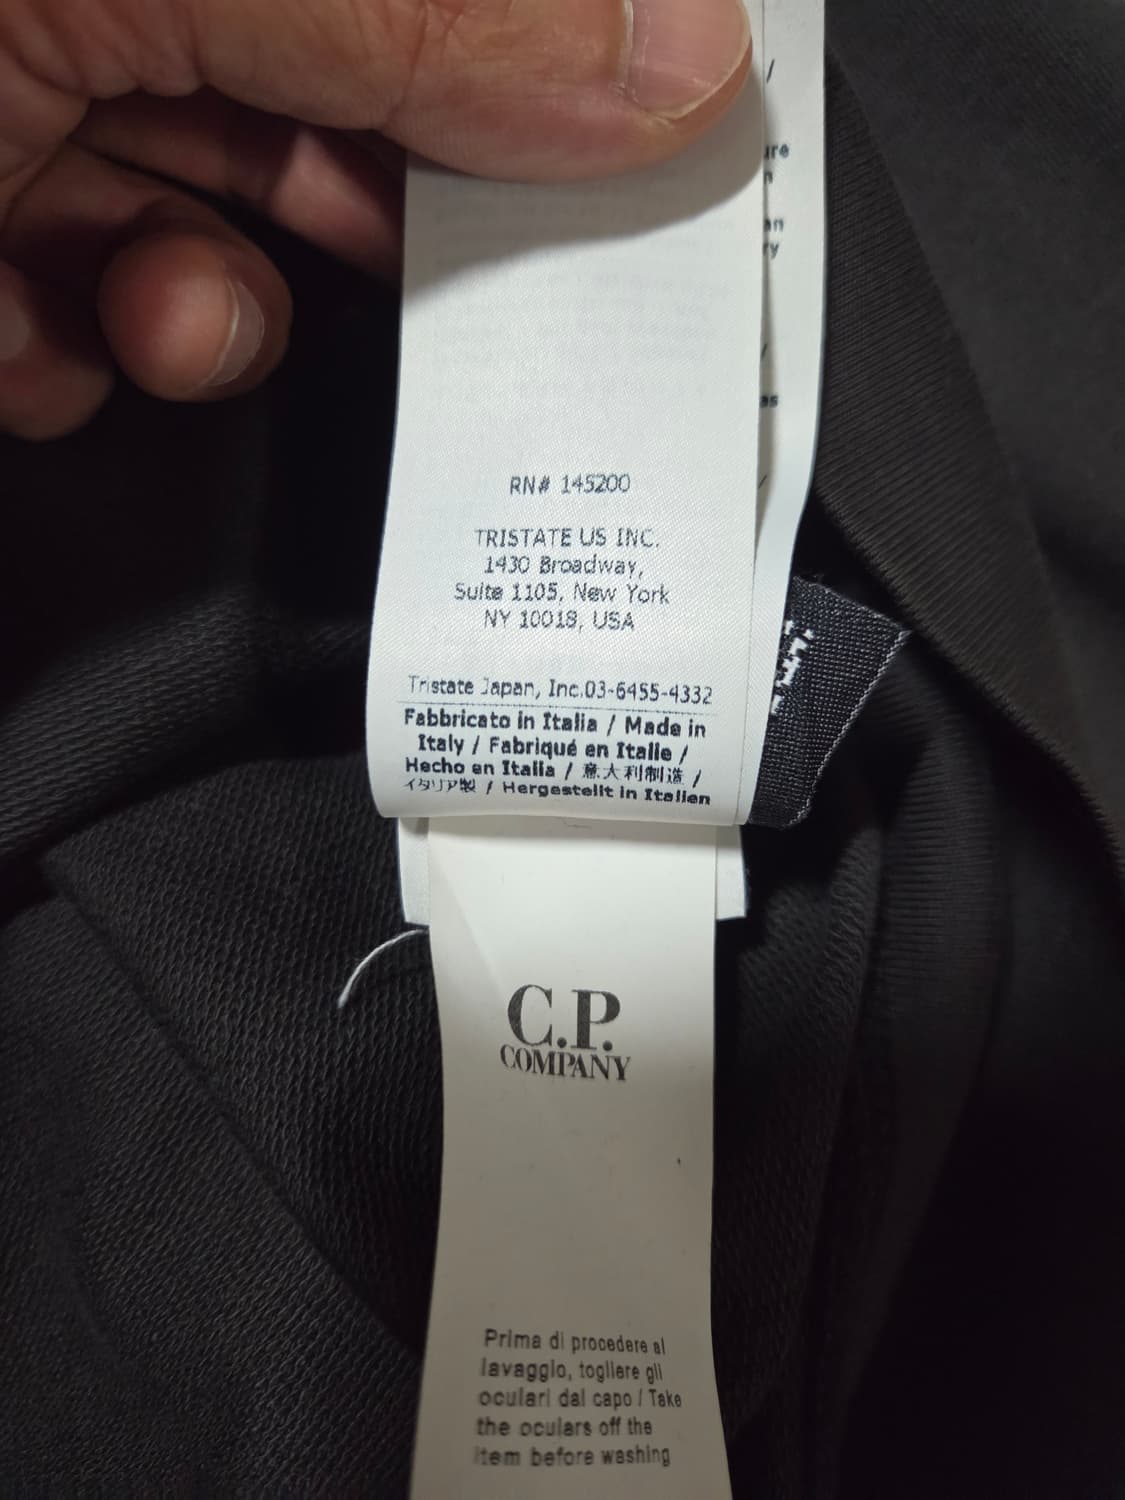 RN# 145200
TRISTATE US INC.
1430 Broadway,
Suite 1105, New York
NY 10018, USA
Tristate Japan, Inc.03-6455-4332
Fabbricato in Italia / Made in
Italy / Fabriqué en Italie /
Hecho en Italia / 意大利制造 /
イタリア製 / Hergestellt in Italien
C.P.
COMPANY
Prima di procedere al
lavaggio, togliere gli
oculari dal capo / Take
the oculars off the
item before washing